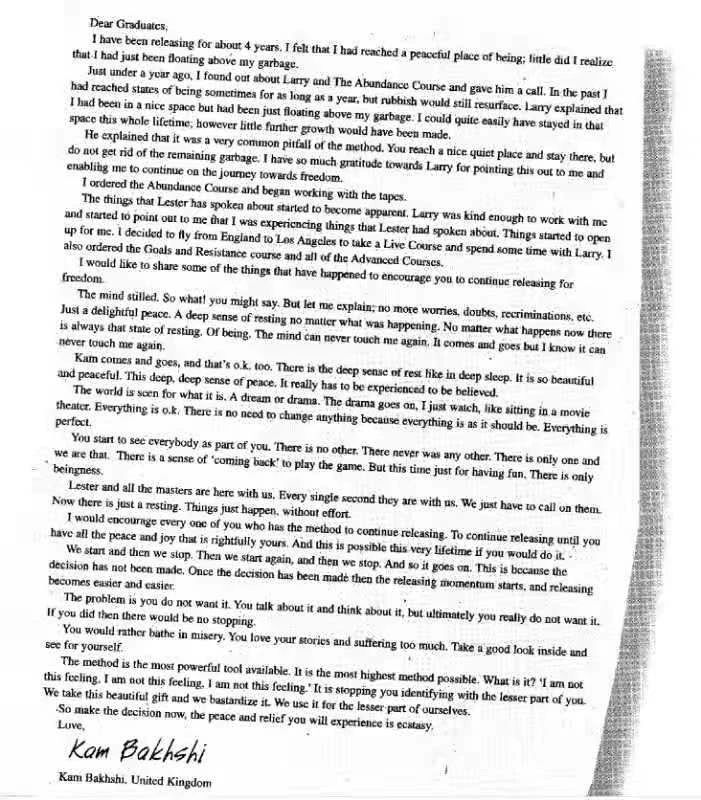 Dear Graduates,
I have been releasing for about 4 years. I felt that I had reached a peaceful place of being; little did I realize
that I had just been floating above my garbage.
Just under a year ago, I found out about Larry and The Abundance Course and gave him a call. In the past I
had reached states of being sometimes for as long as a year, but rubbish would still resurface. Larry explained that
I had been in a nice space but had been just floating above my garbage. I could quite easily have stayed in that
space this whole lifetime; however little further growth would have been made.
He explained that it was a very common pitfall of the method. You reach a nice quiet place and stay there, but
do not get rid of the remaining garbage. I have so much gratitude towards Larry for pointing this out to me and
enabling me to continue on the journey towards freedom.
I ordered the Abundance Course and began working with the tapes.
The things that Lester has spoken about started to become apparent. Larry was kind enough to work with me
and started to point out to me that I was experiencing things that Lester had spoken about. Things started to open
up for me. I decided to fly from England to Los Angeles to take a Live Course and spend some time with Larry. I
also ordered the Goals and Resistance course and all of the Advanced Courses.
I would like to share some of the things that have happened to encourage you to continue releasing for
freedom.
The mind stilled. So what! you might say. But let me explain; no more worries, doubts, recriminations, etc.
Just a delightful peace. A deep sense of resting no matter what was happening. No matter what happens now there
is always that state of resting. Of being. The mind can never touch me again. It comes and goes but I know it can
never touch me again.
Kam comes and goes, and that's o.k. too. There is the deep sense of rest like in deep sleep. It is so beautiful
and peaceful. This deep, deep sense of peace. It really has to be experienced to be believed.
The world is seen for what it is. A dream or drama. The drama goes on, I just watch, like sitting in a movie
theater. Everything is o.k. There is no need to change anything because everything is as it should be. Everything is
perfect.
You start to see everybody as part of you. There is no other. There never was any other. There is only one and
we are that. There is a sense of 'coming back' to play the game. But this time just for having fun. There is only
beingness.
Lester and all the masters are here with us. Every single second they are with us. We just have to call on them.
Now there is just a resting. Things just happen, without effort.
I would encourage every one of you who has the method to continue releasing. To continue releasing until you
have all the peace and joy that is rightfully yours. And this is possible this very lifetime if you would do it.
We start and then we stop. Then we start again, and then we stop. And so it goes on. This is because the
decision has not been made. Once the decision has been made then the releasing momentum starts, and releasing
becomes easier and easier.
The problem is you do not want it. You talk about it and think about it, but ultimately you really do not want it.
If you did then there would be no stopping.
You would rather bathe in misery. You love your stories and suffering too much. Take a good look inside and
see for yourself.
The method is the most powerful tool available. It is the most highest method possible. What is it? 'I am not
this feeling, I am not this feeling, I am not this feeling.' It is stopping you identifying with the lesser part of you.
We take this beautiful gift and we bastardize it. We use it for the lesser part of ourselves.
So make the decision now, the peace and relief you will experience is ecstasy.
Love,
Kam Bakhshi
Kam Bakhshi, United Kingdom